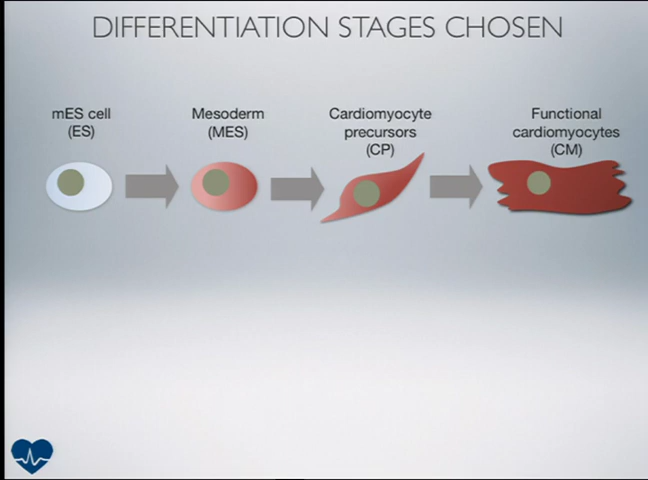 DIFFERENTIATION STAGES CHOSEN
mES cell
(ES)
Mesoderm
(MES)
Cardiomyocyte
precursors
(CP)
Functional
cardiomyocytes
(CM)